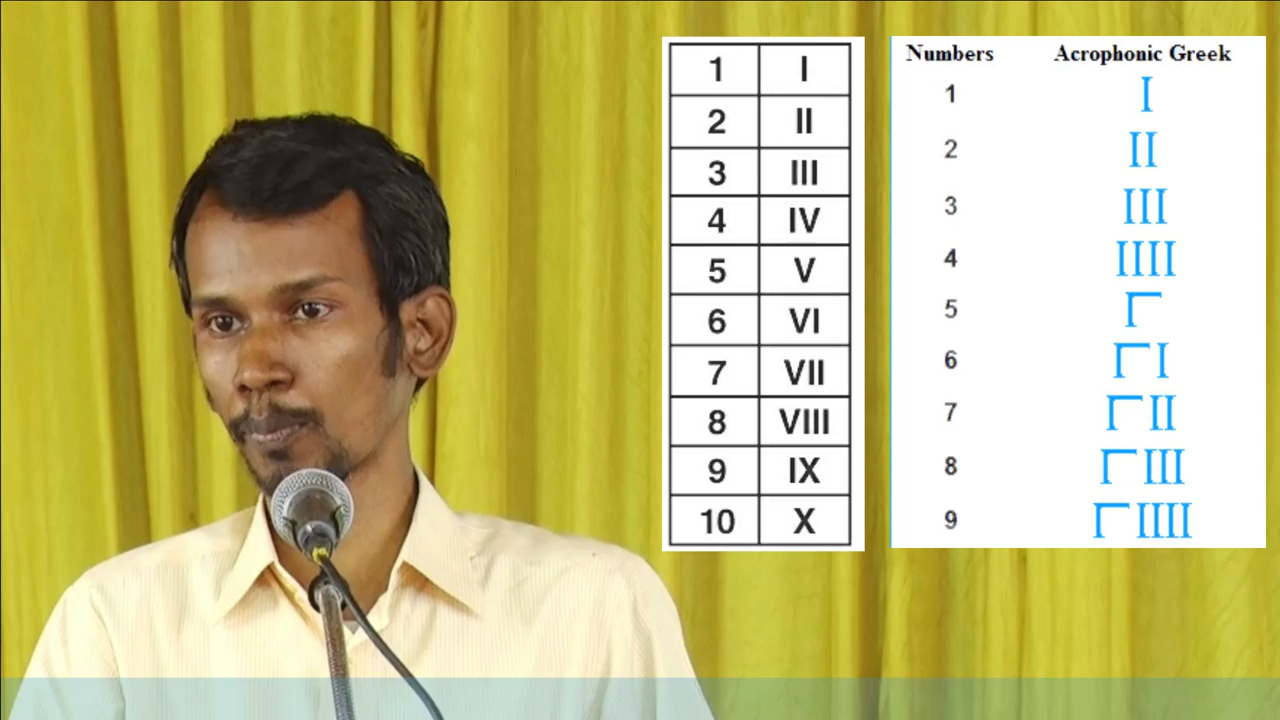 1 I
2 II
3 III
4 IV
5 V
6 VI
7 VII
8 VIII
9 IX
10 X
Numbers Acrophonic Greek
1 I
2 II
3 III
4 IIII
5 Γ
6 ΓI
7 ΓII
8 ΓIII
9 ΓIIII